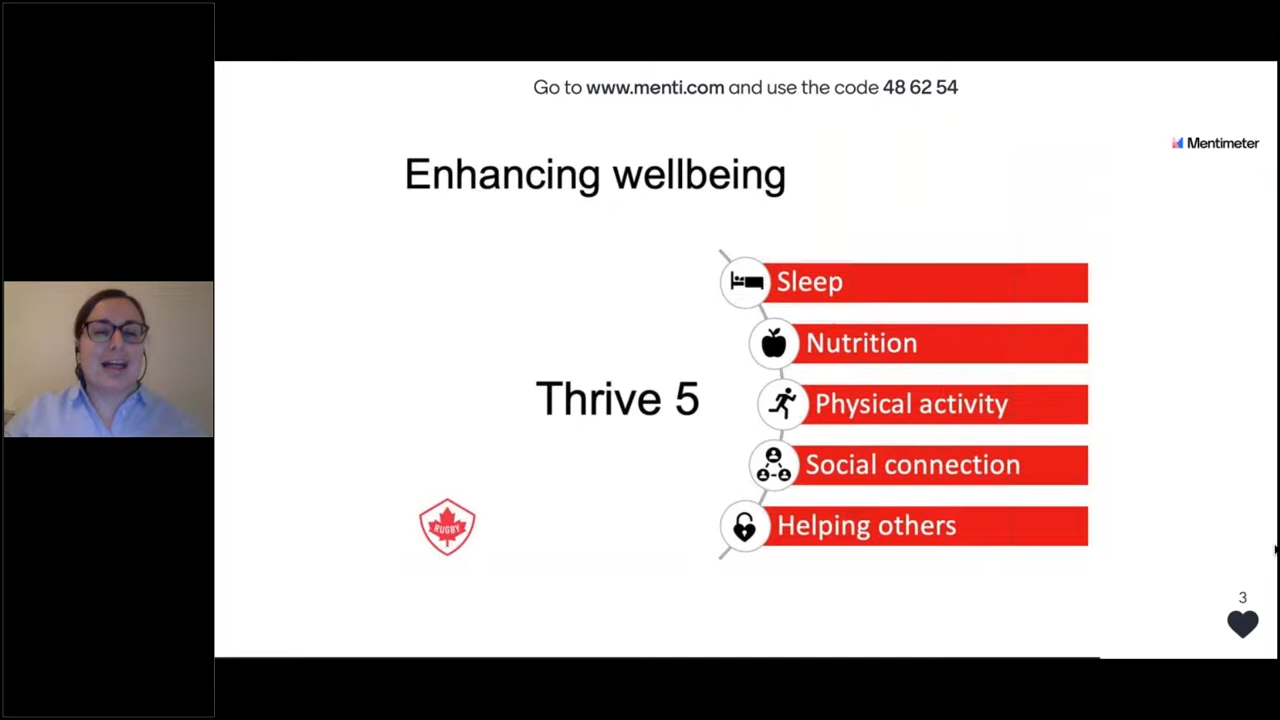 Go to www.menti.com and use the code 48 62 54
Mentimeter
Enhancing wellbeing
Sleep
Nutrition
Thrive 5
Physical activity
Social connection
Helping others
RUGBY
3